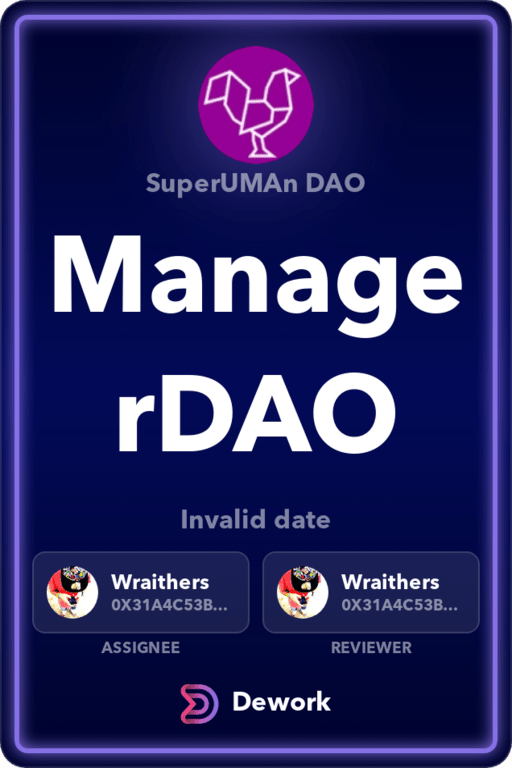 SuperUMAn DAO
Manage
rDAO
Invalid date
Wraithers
0X31A4C53B...
ASSIGNEE
Wraithers
0X31A4C53B...
REVIEWER
Dework